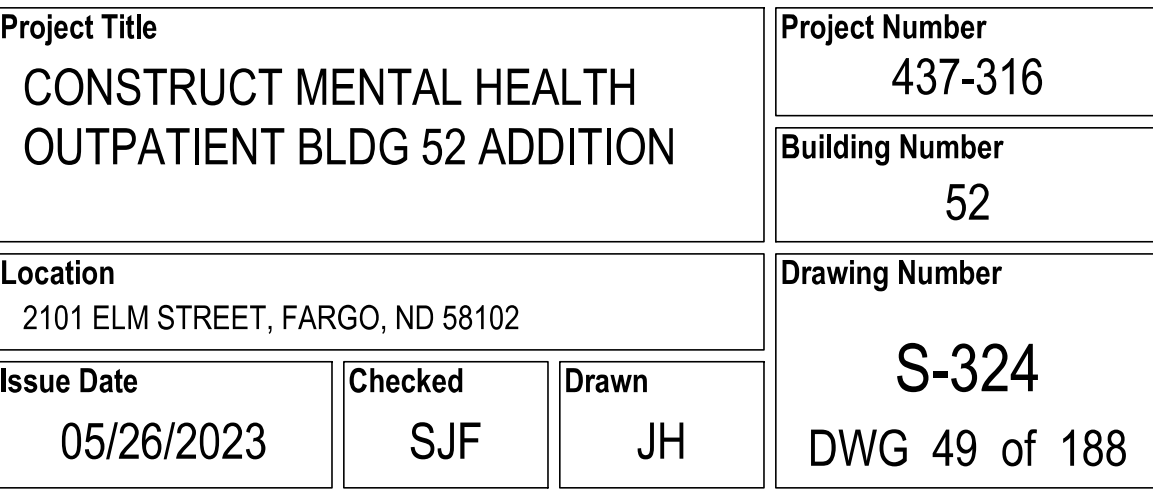 Project Title
CONSTRUCT MENTAL HEALTH
OUTPATIENT BLDG 52 ADDITION
Project Number
437-316
Building Number
52
Location
2101 ELM STREET, FARGO, ND 58102
Issue Date
05/26/2023
Checked
SJF
Drawn
JH
Drawing Number
S-324
DWG 49 of 188